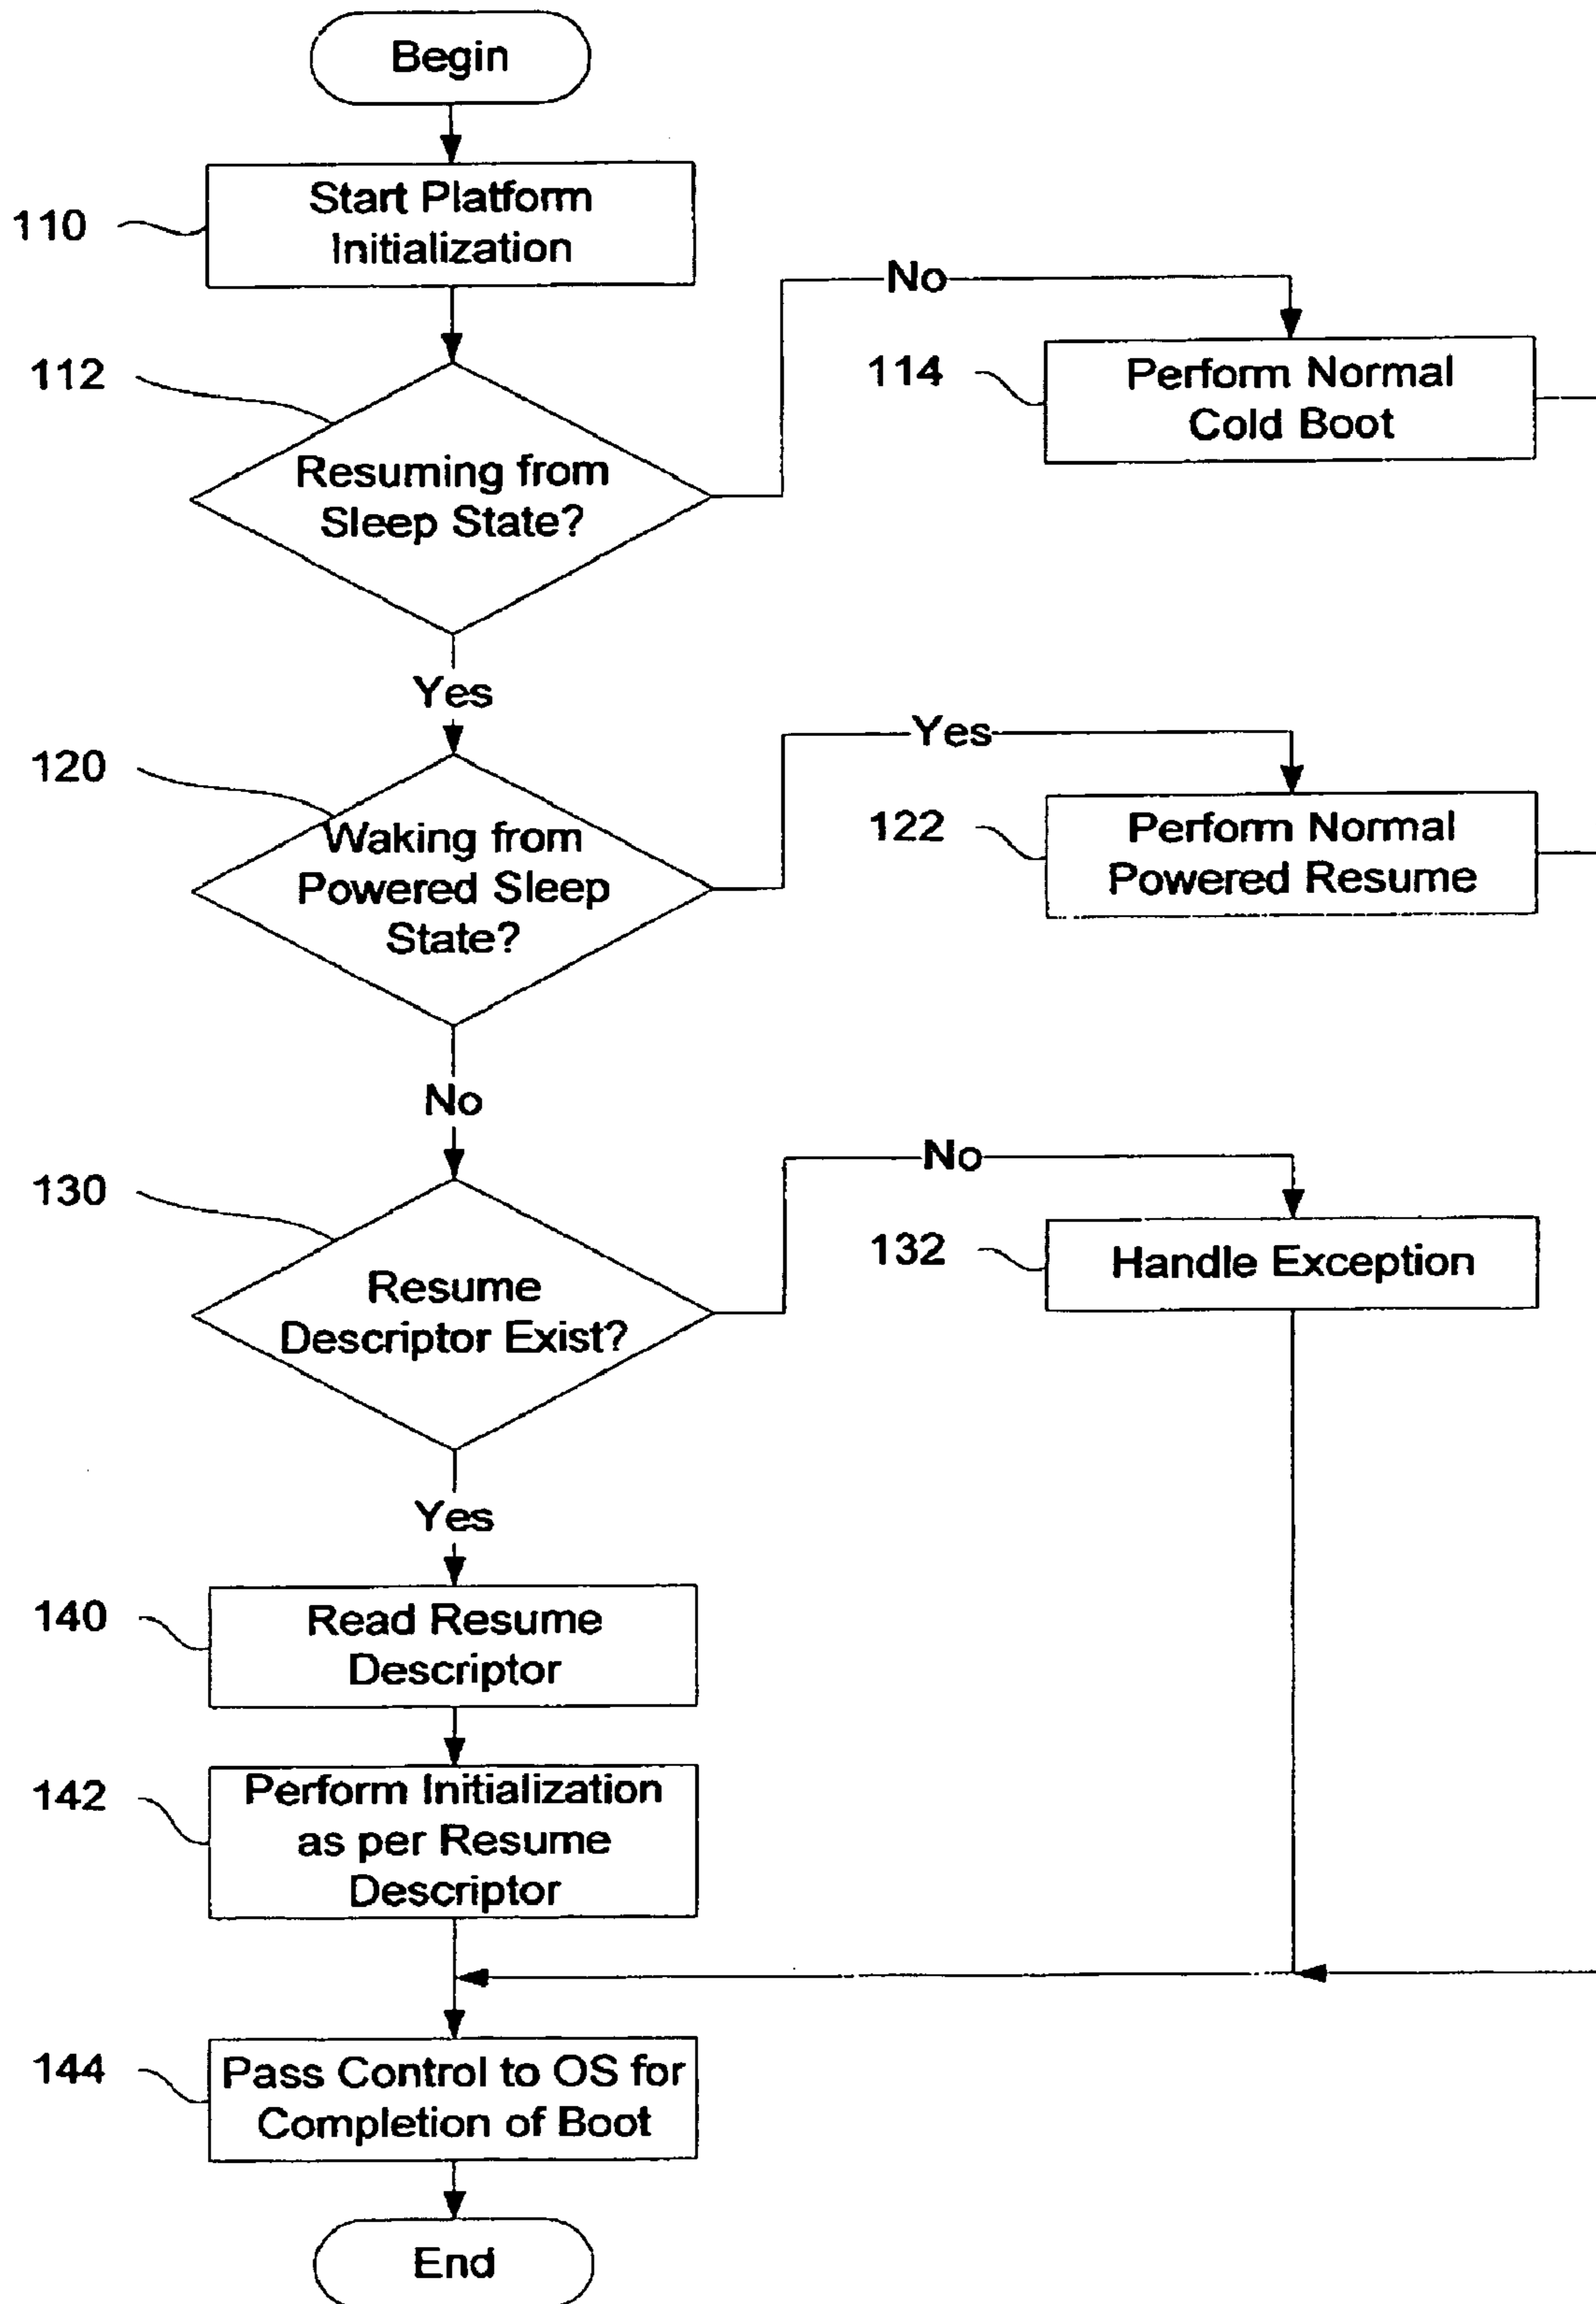 Begin
110
Start Platform
Initialization
No
112
Resuming from
Sleep State?
114
Perform Normal
Cold Boot
Yes
120
Waking from
Powered Sleep
State?
Yes
122
Perform Normal
Powered Resume
No
130
Resume
Descriptor Exist?
No
132
Handle Exception
Yes
140
Read Resume
Descriptor
142
Perform Initialization
as per Resume
Descriptor
144
Pass Control to OS for
Completion of Boot
End